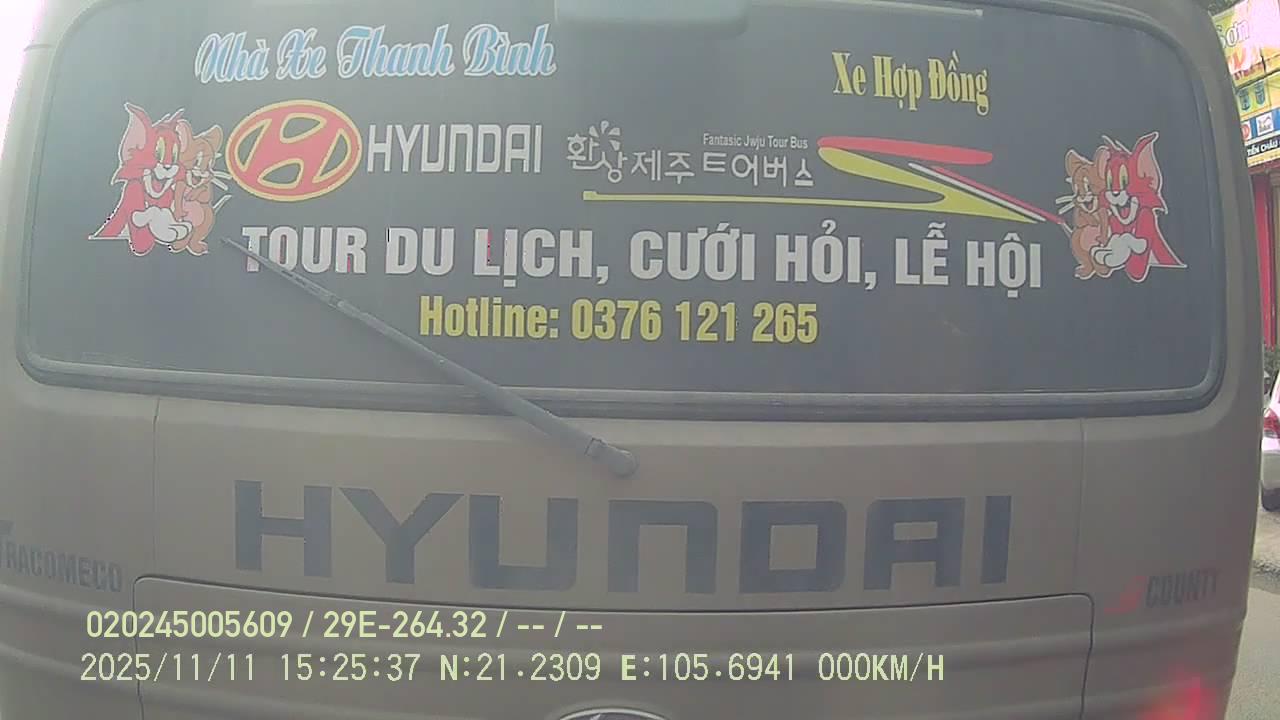 Nhà Xe Thanh Bình
Xe Hợp Đồng
HYUNDAI
Fantasic Jwju Tour Bus
환상제주트어버스
TOUR DU LỊCH, CƯỚI HỎI, LỄ HỘI
Hotline: 0376 121 265
HYUNDAI
TRACOMECO
COUNTY
020245005609 / 29E-264.32 / -- / --
2025/11/11 15:25:37 N:21.2309 E:105.6941 000KM/H